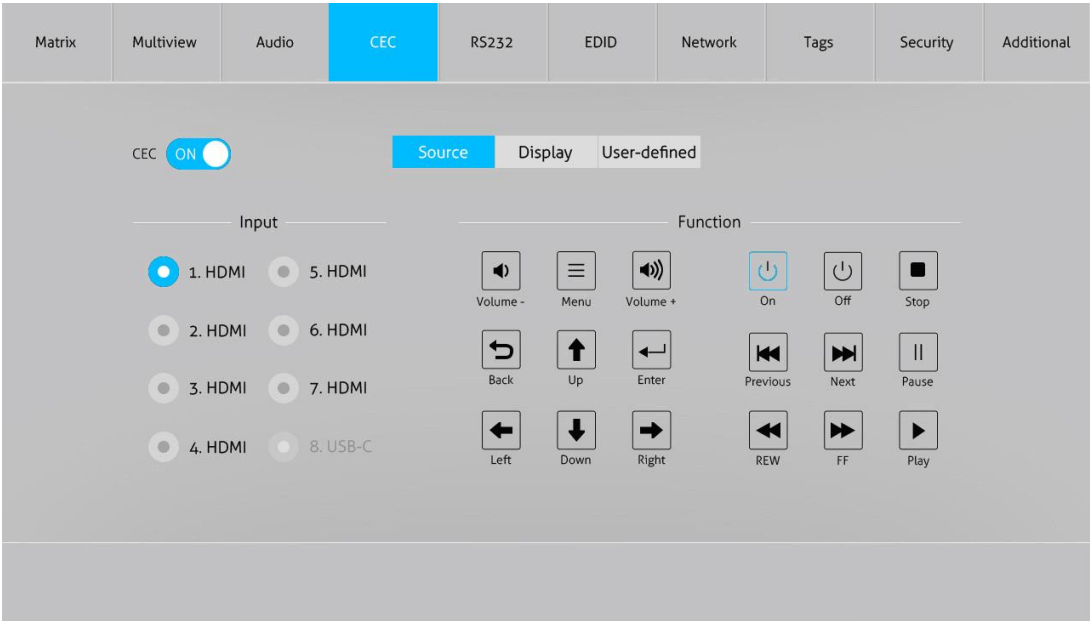 Matrix Multiview Audio CEC RS232 EDID Network Tags Security Additional
CEC ON Source Display User-defined
Input Function
1. HDMI 5. HDMI
2. HDMI 6. HDMI
3. HDMI 7. HDMI
4. HDMI 8. USB-C
Volume - Menu Volume + On Off Stop
Back Up Enter Previous Next Pause
Left Down Right REW FF Play